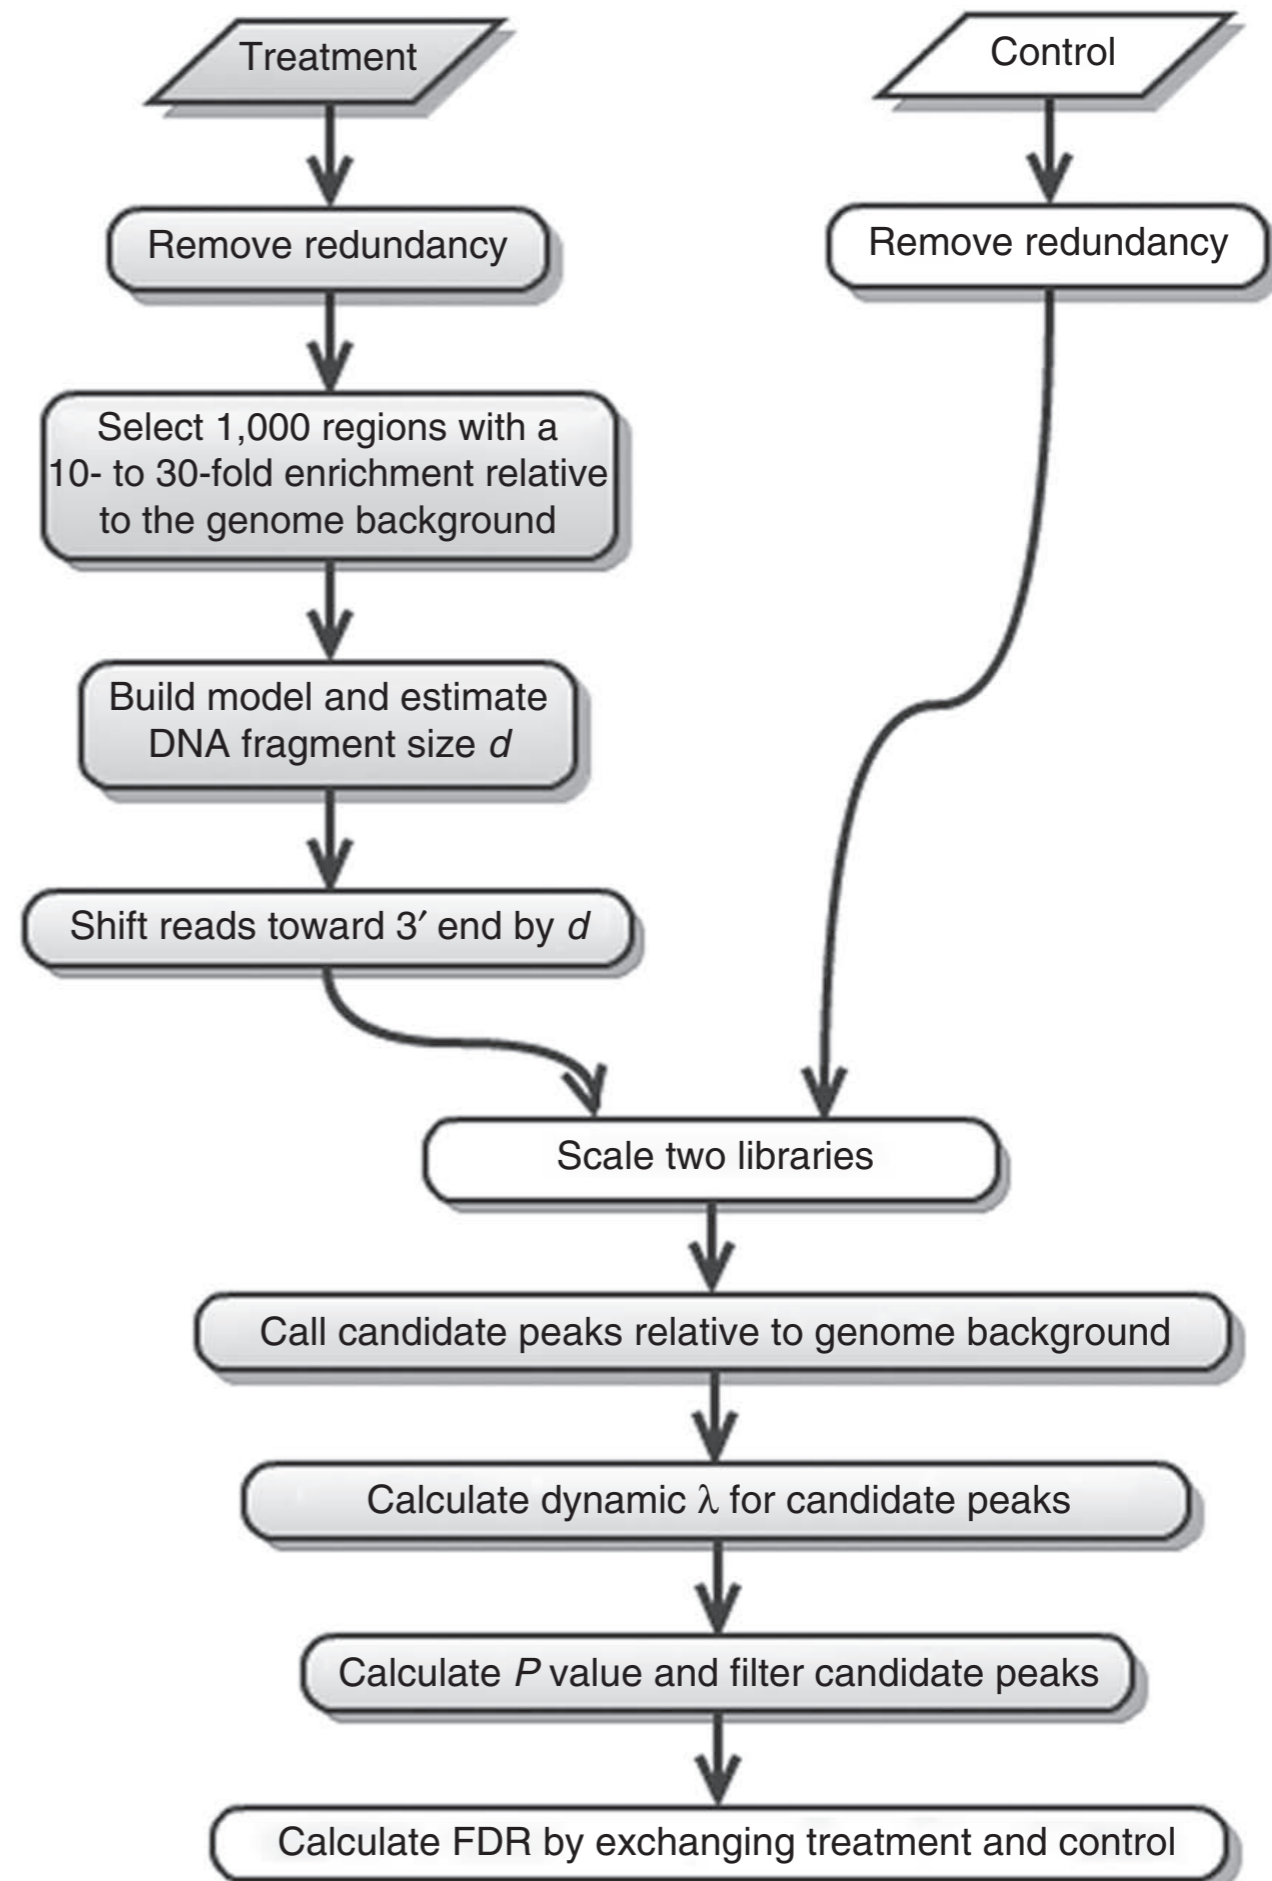 Treatment
Control
Remove redundancy
Remove redundancy
Select 1,000 regions with a
10- to 30-fold enrichment relative
to the genome background
Build model and estimate
DNA fragment size d
Shift reads toward 3′ end by d
Scale two libraries
Call candidate peaks relative to genome background
Calculate dynamic λ for candidate peaks
Calculate P value and filter candidate peaks
Calculate FDR by exchanging treatment and control